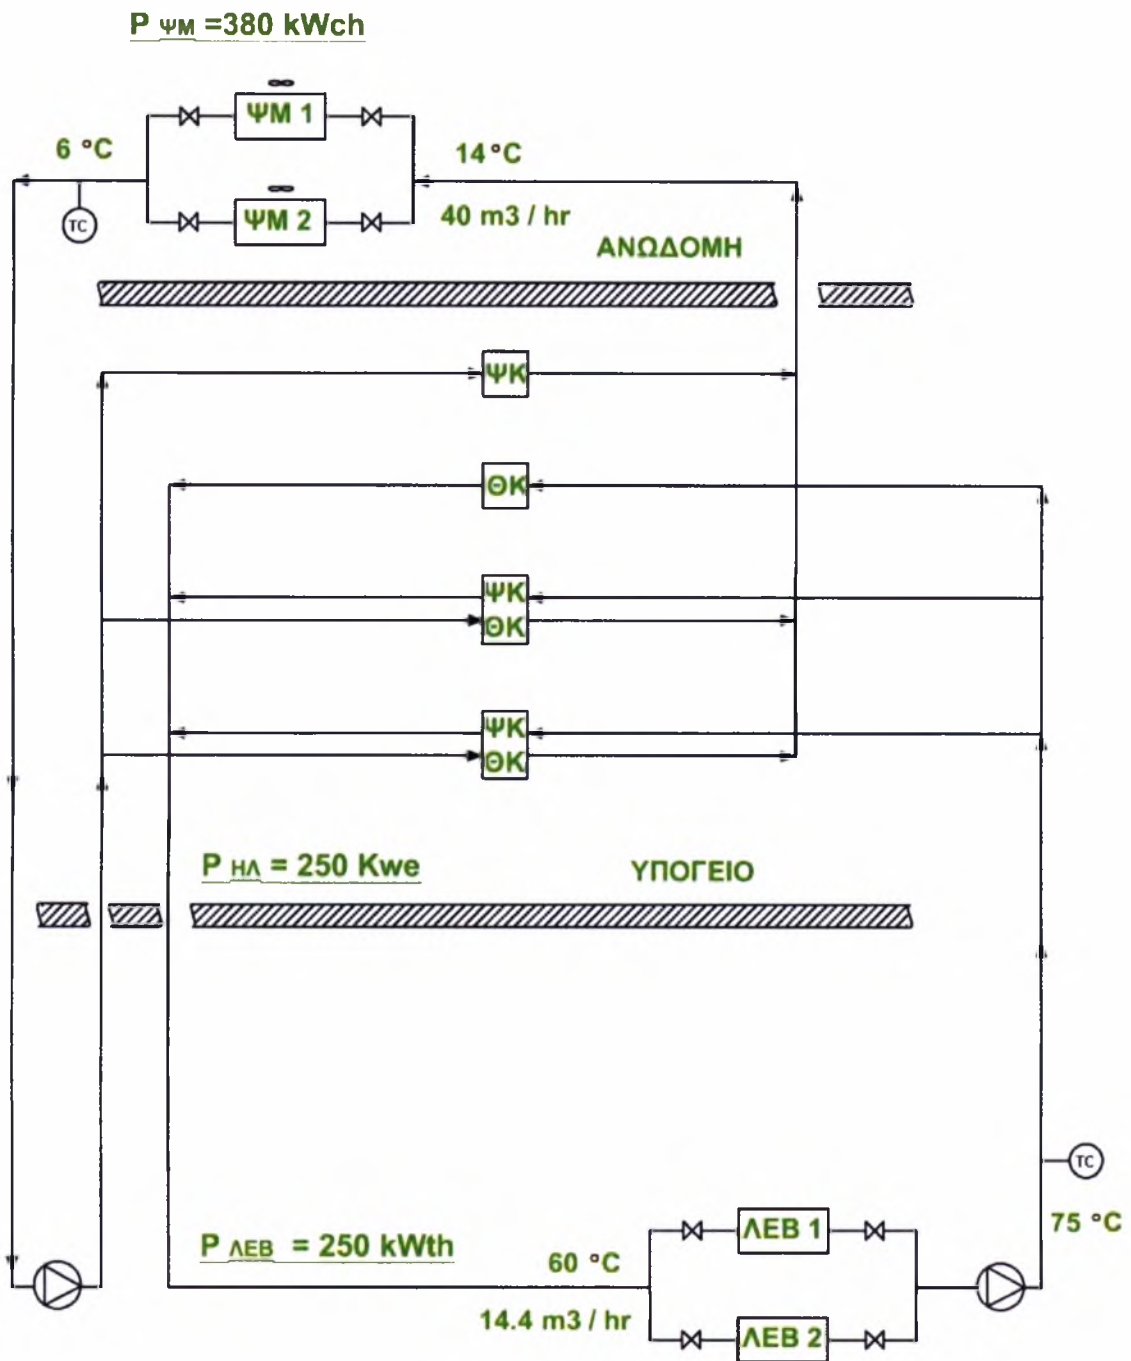 P ΨΜ =380 kWch
ΨΜ 1
6 °C
14 °C
TC
ΨΜ 2
40 m3 / hr
ΑΝΩΔΟΜΗ
ΨΚ
ΘΚ
ΨΚ
ΘΚ
ΨΚ
ΘΚ
P ΗΛ = 250 Kwe
ΥΠΟΓΕΙΟ
TC
75 °C
ΛΕΒ 1
P ΛΕΒ = 250 kWth
60 °C
14.4 m3 / hr
ΛΕΒ 2